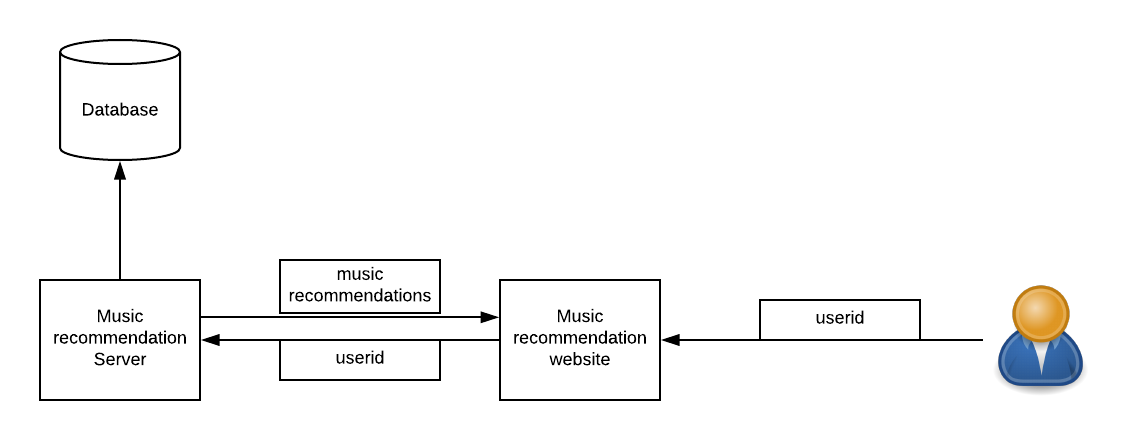 Database
music
recommendations
Music
recommendation
Server
userid
Music
recommendation
website
userid